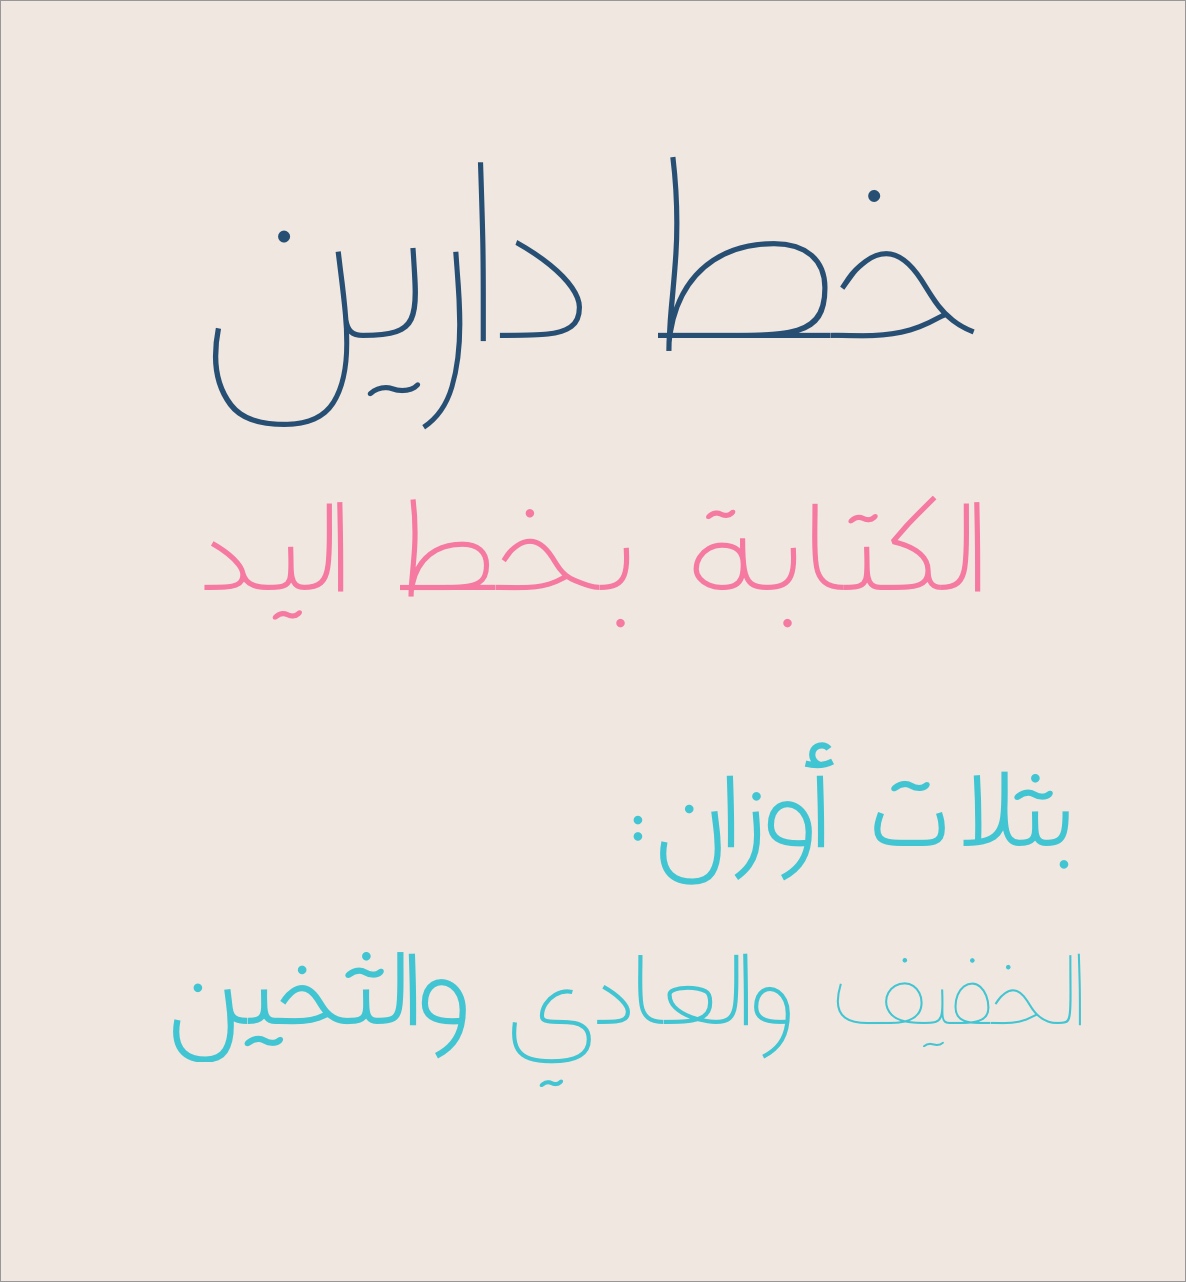 خط دارين
الكتابة بخط اليد
بثلاث أوزان:
الخفيف والعادي والثخين